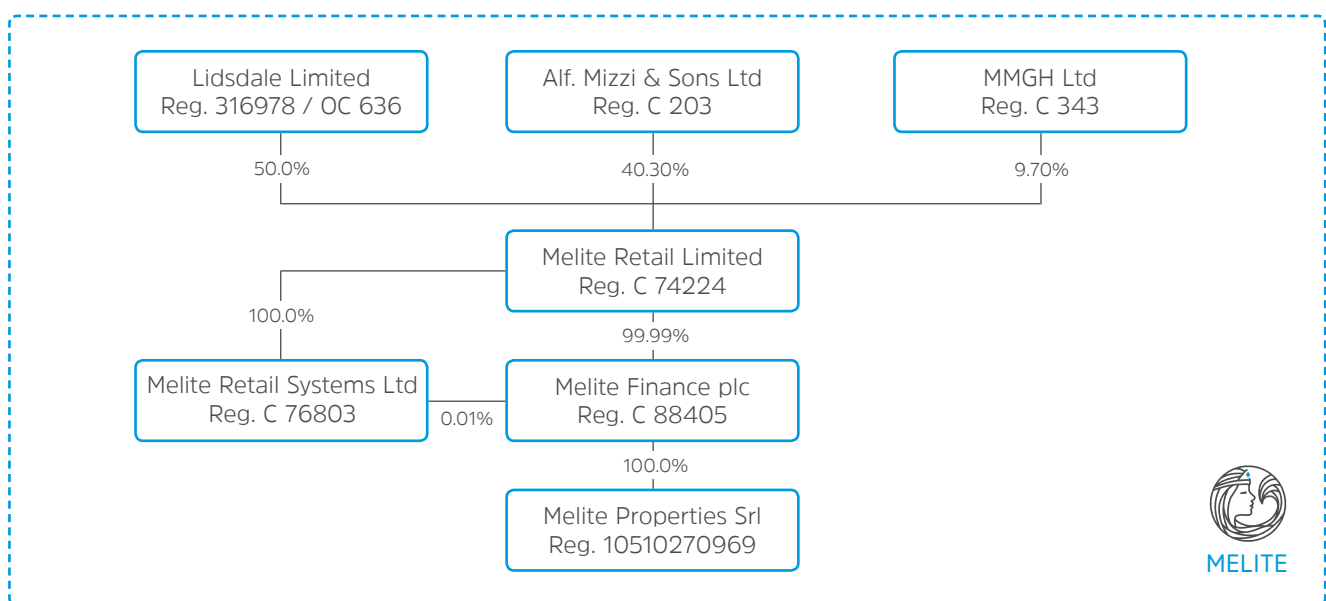 Lidsdale Limited
Reg. 316978 / OC 636
Alf. Mizzi & Sons Ltd
Reg. C 203
MMGH Ltd
Reg. C 343
50.0%
40.30%
9.70%
Melite Retail Limited
Reg. C 74224
100.0%
99.99%
Melite Retail Systems Ltd
Reg. C 76803
0.01%
Melite Finance plc
Reg. C 88405
100.0%
Melite Properties Srl
Reg. 10510270969
MELITE